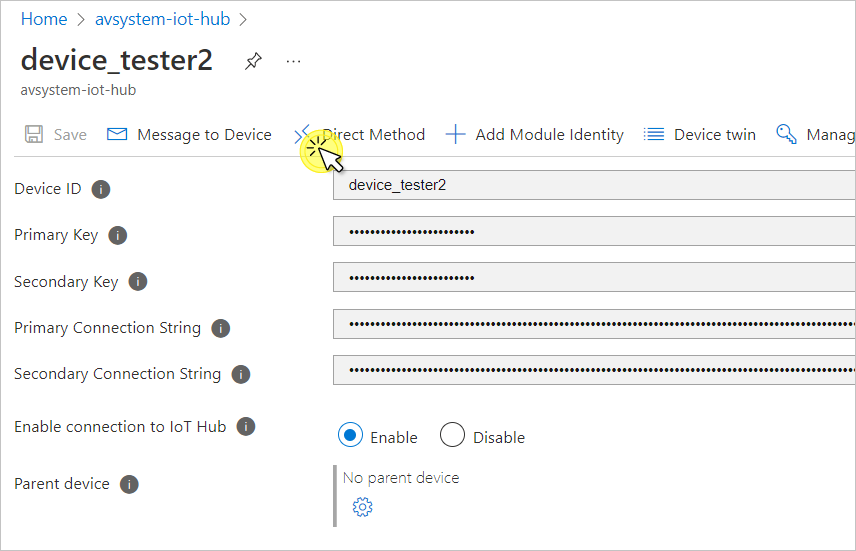 Home > avsystem-iot-hub >
device_tester2 ...
avsystem-iot-hub
Save Message to Device Direct Method Add Module Identity Device twin Manag
Device ID i device_tester2
Primary Key i ••••••••••••••••••••••••
Secondary Key i ••••••••••••••••••••••••
Primary Connection String i
Secondary Connection String i
Enable connection to IoT Hub i Enable Disable
Parent device i No parent device